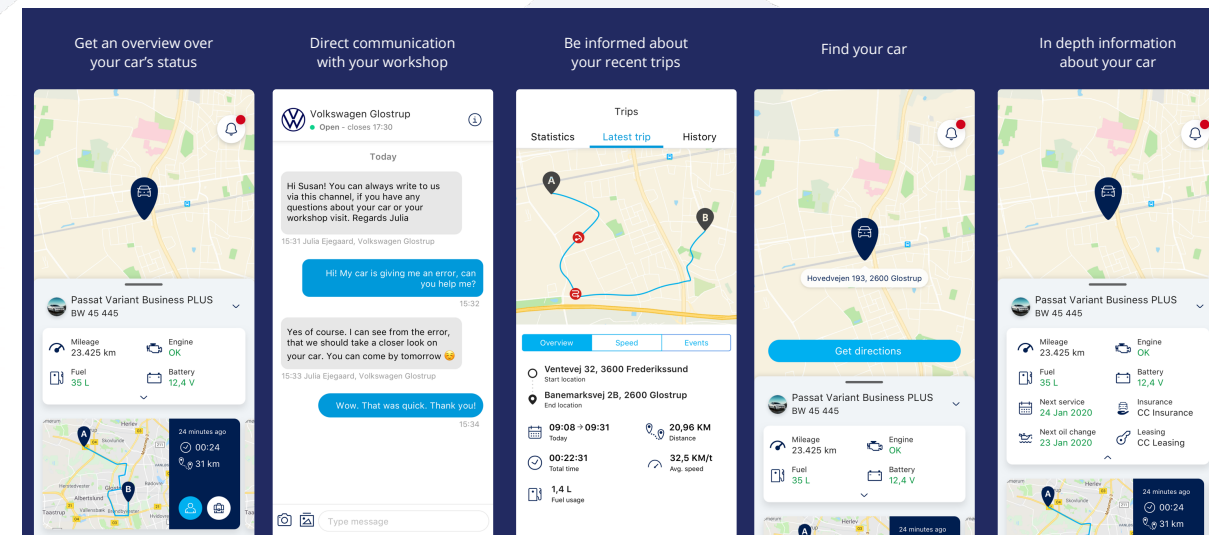 Get an overview over
your car's status
Passat Variant Business PLUS
BW 45 445
Mileage
23.425 km
Engine
OK
Fuel
35 L
Battery
12,4 V
Herlev
Skovlunde
A
Herstedvester
Glostrup
Albertslund
B
Taastrup
Vallensbæk
Brøndbyvester
Hvidovre
24 minutes ago
00:24
31 km
Direct communication
with your workshop
Volkswagen Glostrup
Open - closes 17:30
Today
Hi Susan! You can always write to us
via this channel, if you have any
questions about your car or your
workshop visit. Regards Julia
15:31 Julia Ejegaard, Volkswagen Glostrup
Hi! My car is giving me an error, can
you help me?
15:32
Yes of course. I can see from the error,
that we should take a closer look on
your car. You can come by tomorrow 😊
15:33 Julia Ejegaard, Volkswagen Glostrup
Wow. That was quick. Thank you!
15:34
Type message
Be informed about
your recent trips
Trips
Statistics Latest trip History
A
B
Overview Speed Events
Ventevej 32, 3600 Frederikssund
Start location
Banemarksvej 2B, 2600 Glostrup
End location
09:08 → 09:31
Today
20,96 KM
Distance
00:22:31
Total time
32,5 KM/t
Avg. speed
1,4 L
Fuel usage
Find your car
Hovedvejen 193, 2600 Glostrup
Get directions
Passat Variant Business PLUS
BW 45 445
Mileage
23.425 km
Engine
OK
Fuel
35 L
Battery
12,4 V
Herlev
A
24 minutes ago
In depth information
about your car
Passat Variant Business PLUS
BW 45 445
Mileage
23.425 km
Engine
OK
Fuel
35 L
Battery
12,4 V
Next service
24 Jan 2020
Insurance
CC Insurance
Next oil change
23 Jan 2020
Leasing
CC Leasing
Herlev
A
Skovlunde
24 minutes ago
00:24
31 km